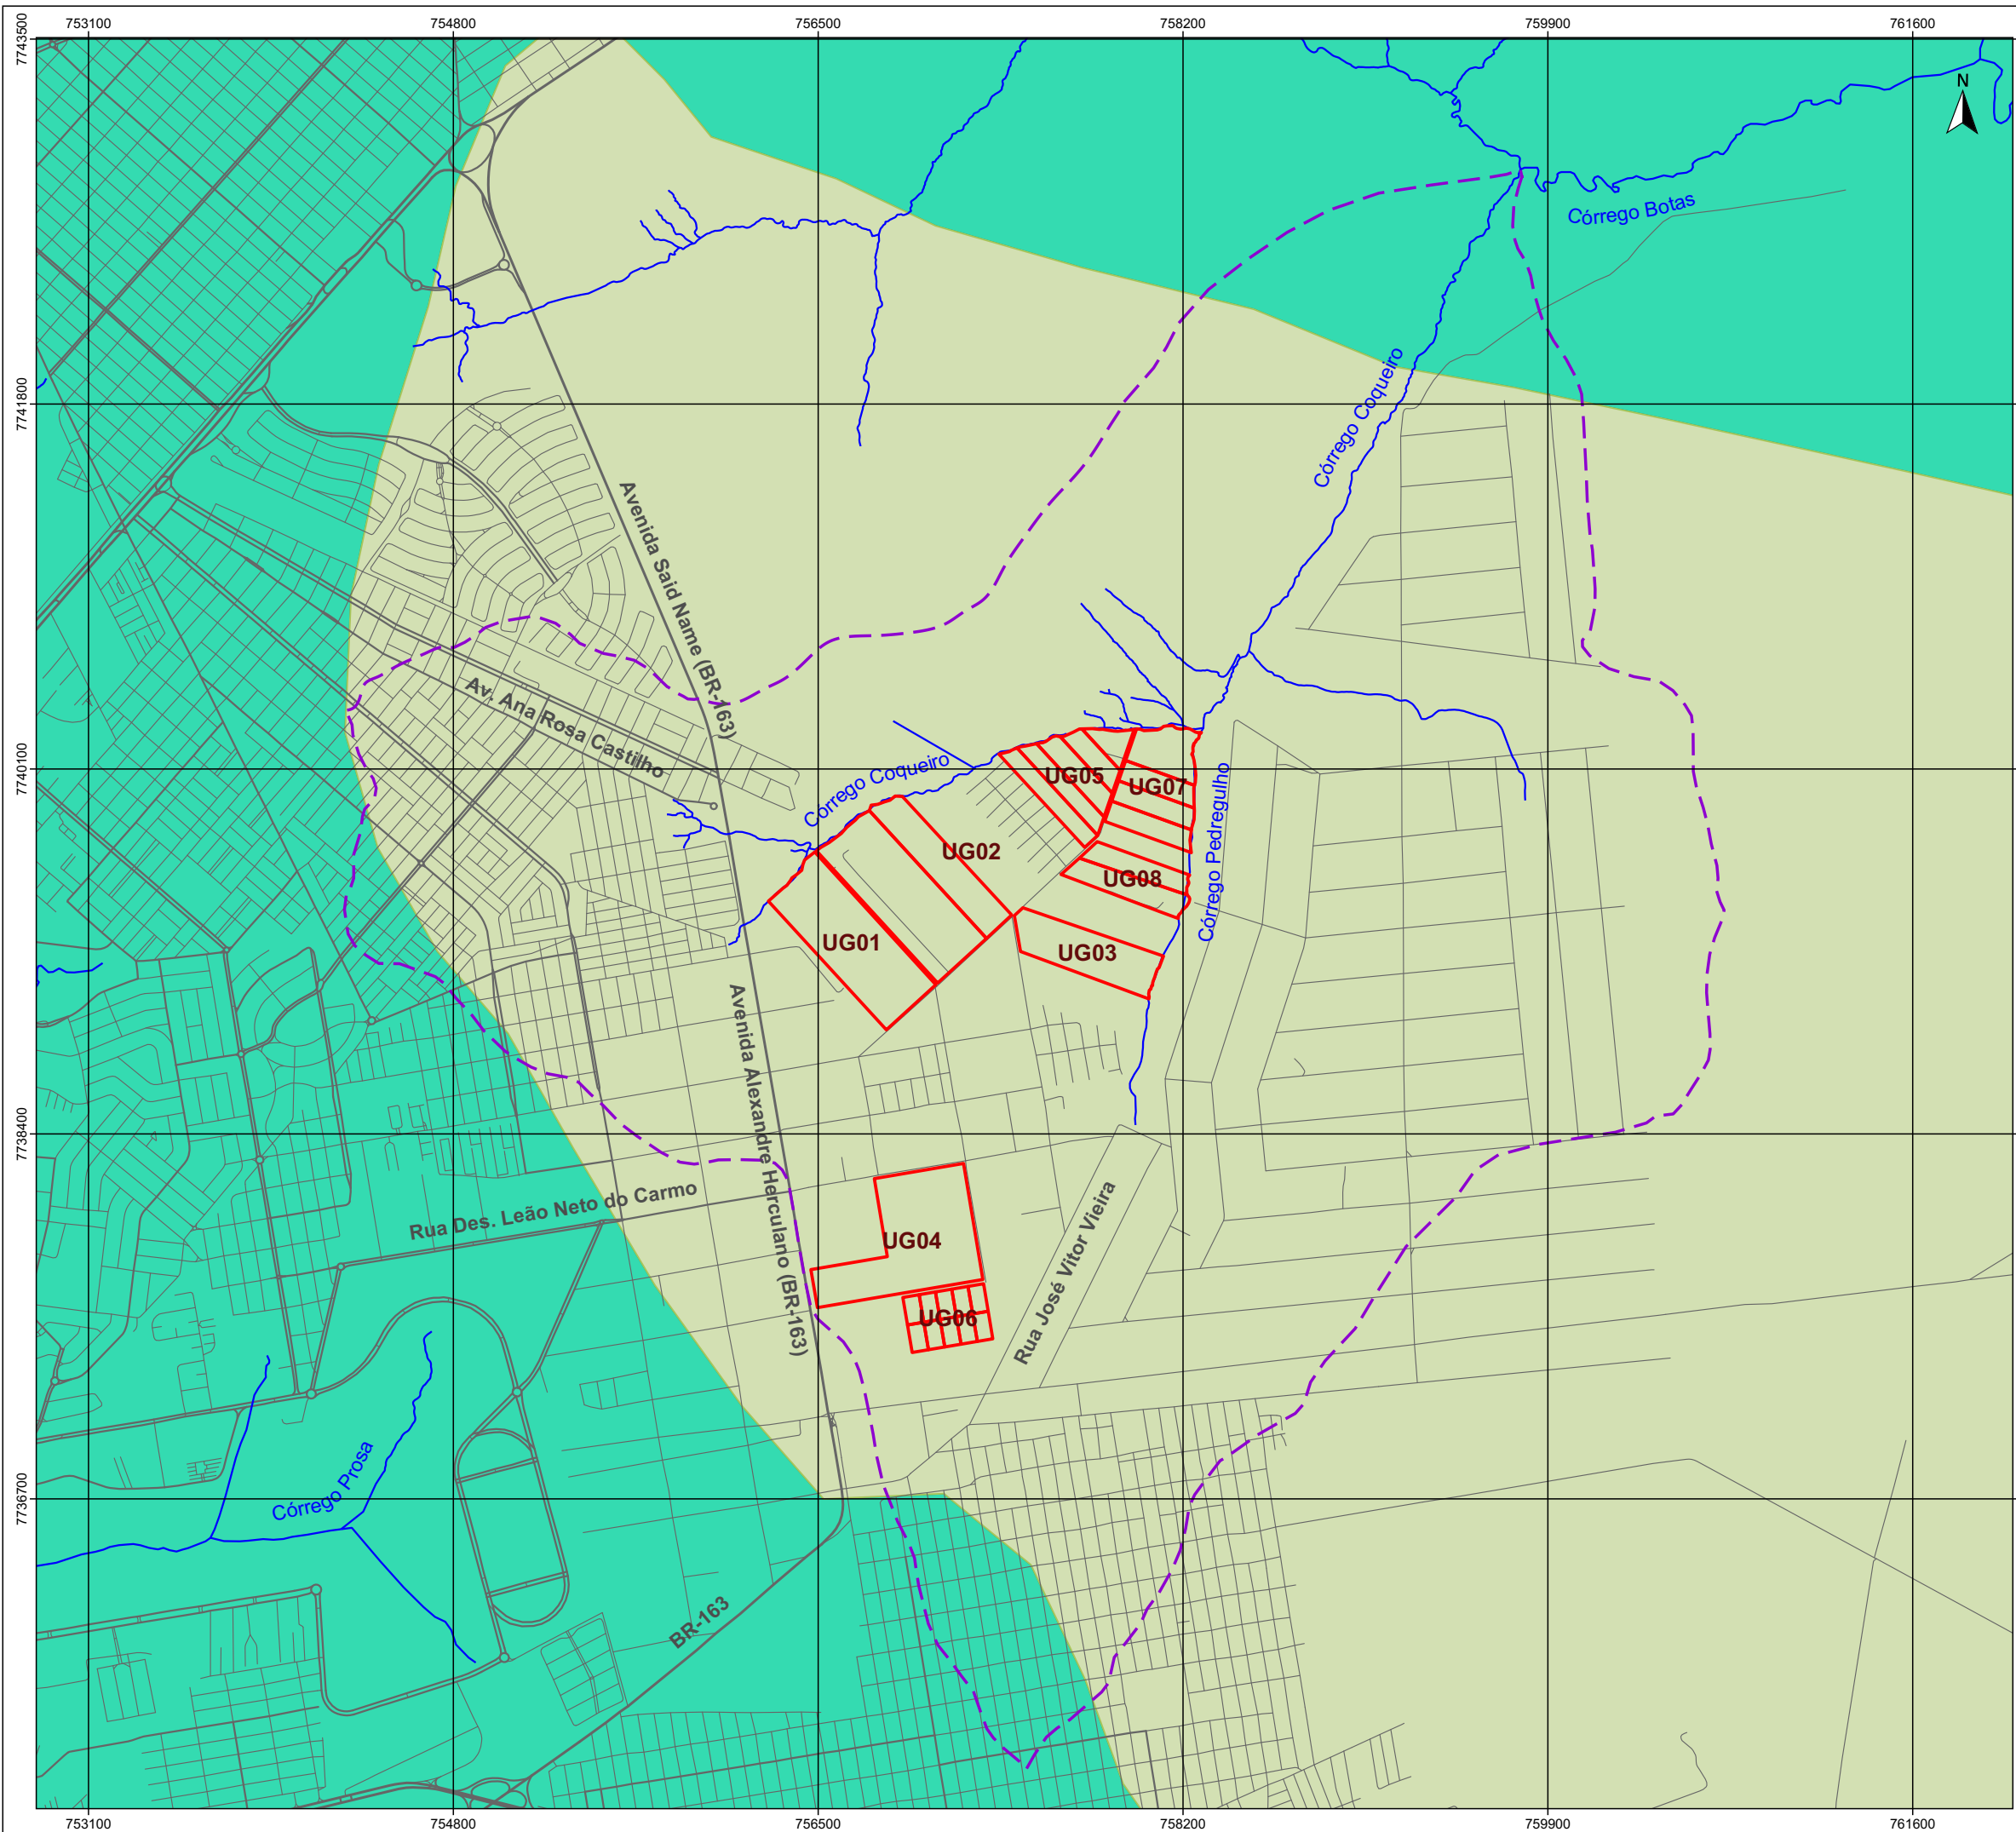 753100 754800 756500 758200 759900 761600
7743500
N
Córrego Botas
Córrego Coqueiro
7741800
Avenida Said Name (BR-163)
Av. Ana Rosa Castilho
7740100
Corrego Coqueiro
UG05
UG07
Córrego Pedregulho
UG02
UG08
UG01
UG03
Avenida Alexandre Herculano (BR-163)
7738400
Rua Des. Leão Neto do Carmo
UG04
Rua José Vitor Vieira
UG06
Córrego Prosa
7736700
BR-163
753100 754800 756500 758200 759900 761600